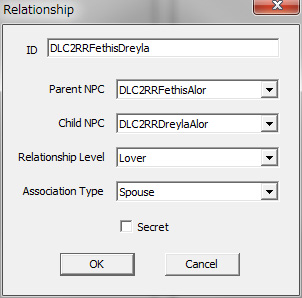 Relationship
ID DLC2RRFethisDreyla
Parent NPC DLC2RRFethisAlor
Child NPC DLC2RRDreylaAlor
Relationship Level Lover
Association Type Spouse
Secret
OK Cancel